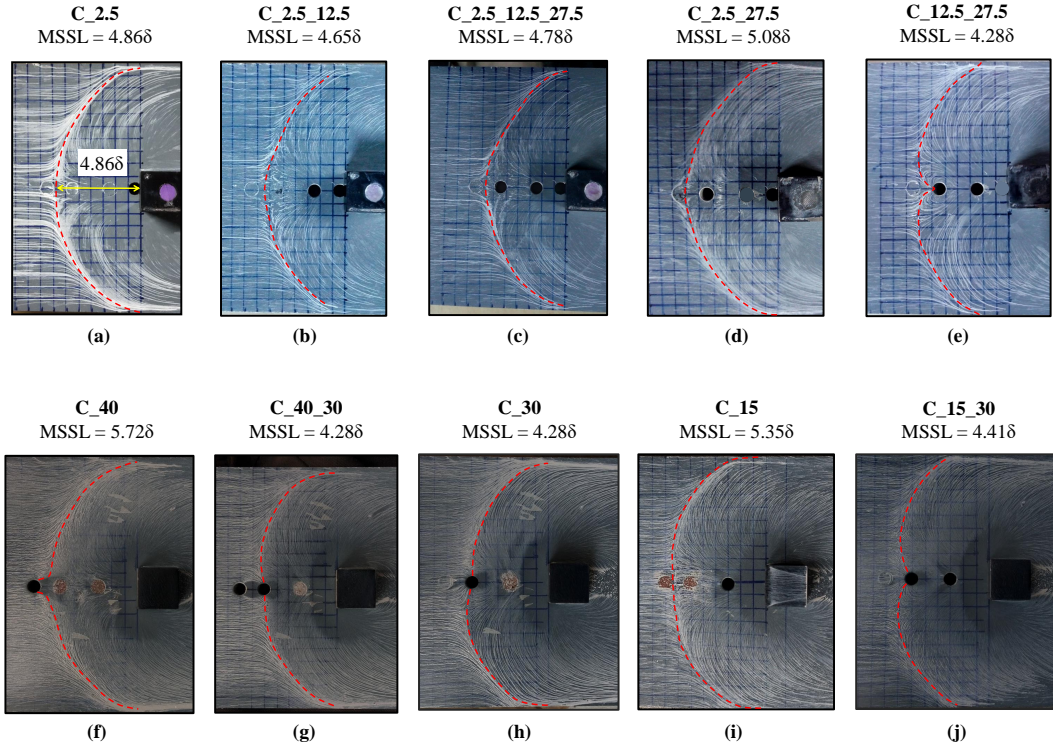 C_2.5
MSSL = 4.86δ
C_2.5_12.5
MSSL = 4.65δ
C_2.5_12.5_27.5
MSSL = 4.78δ
C_2.5_27.5
MSSL = 5.08δ
C_12.5_27.5
MSSL = 4.28δ
4.86δ
(a)
(b)
(c)
(d)
(e)
C_40
MSSL = 5.72δ
C_40_30
MSSL = 4.28δ
C_30
MSSL = 4.28δ
C_15
MSSL = 5.35δ
C_15_30
MSSL = 4.41δ
(f)
(g)
(h)
(i)
(j)